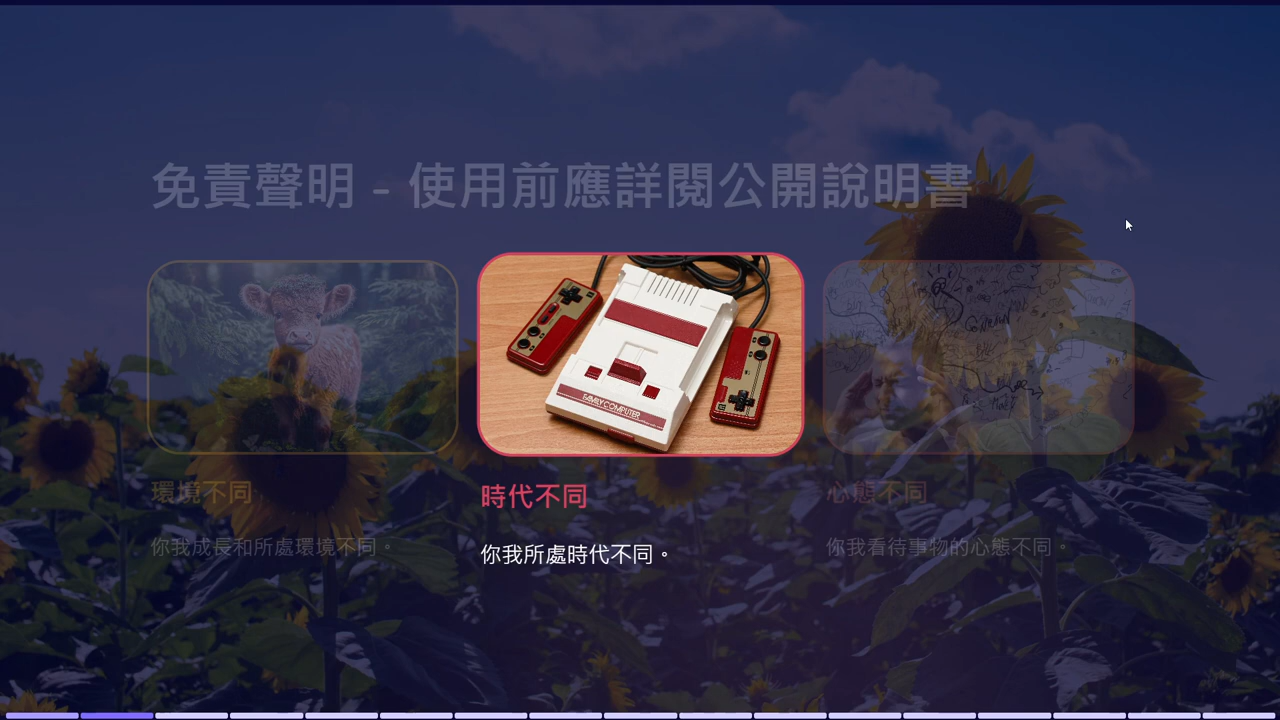 免責聲明 - 使用前應詳閱公開說明書
FAMILY COMPUTER
環境不同
時代不同
心態不同
你我成長和所處環境不同。
你我所處時代不同。
你我看待事物的心態不同。